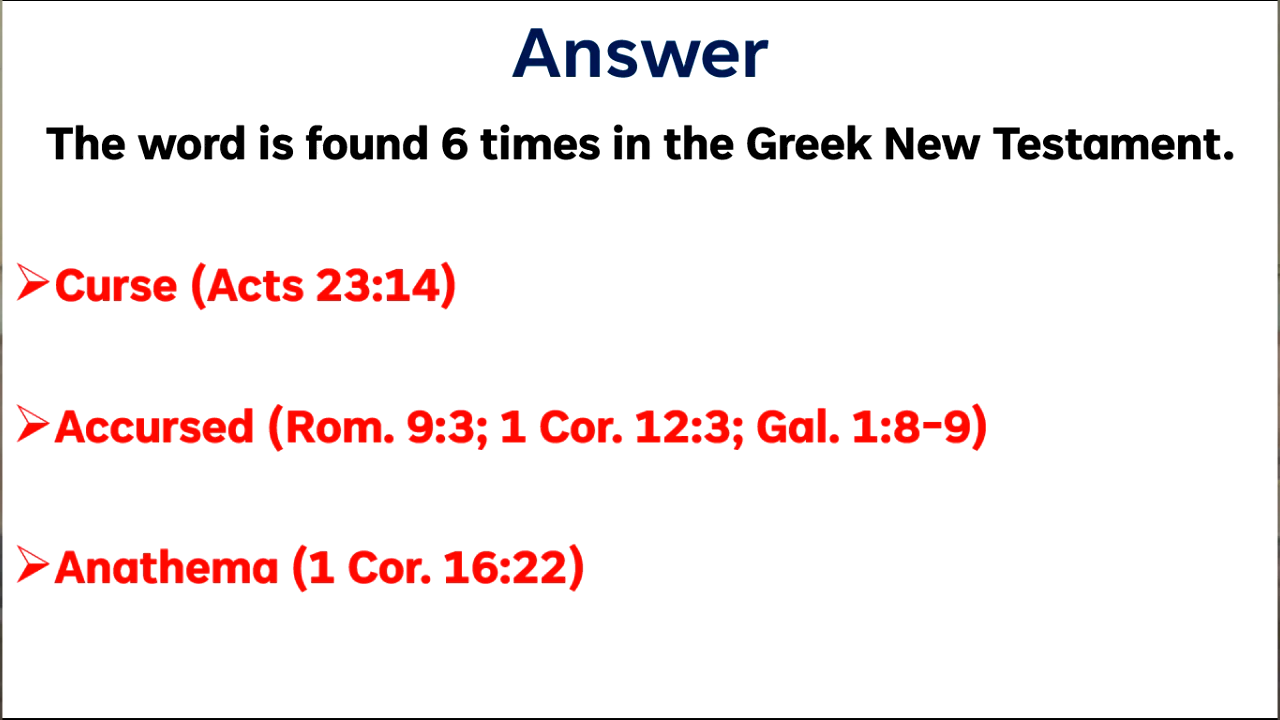 Answer
The word is found 6 times in the Greek New Testament.
➢Curse (Acts 23:14)
➢Accursed (Rom. 9:3; 1 Cor. 12:3; Gal. 1:8-9)
➢Anathema (1 Cor. 16:22)